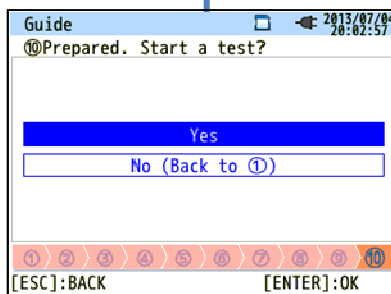 Guide 2013/07/04
20:02:57
⑩Prepared. Start a test?
Yes
No (Back to ①)
① ② ③ ④ ⑤ ⑥ ⑦ ⑧ ⑨ ⑩
[ESC]:BACK [ENTER]:OK